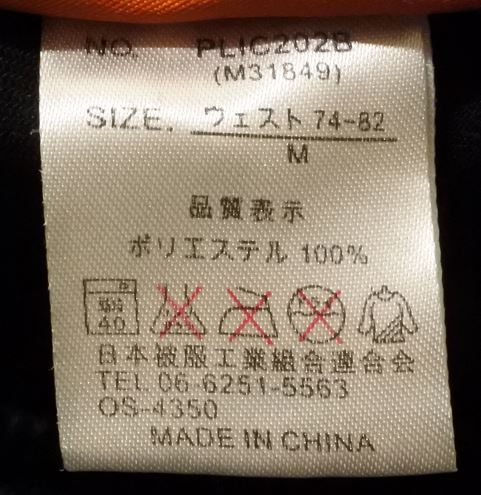 NO. PLIC202B
(M31849)
SIZE. ウェスト 74-82
M
品質表示
ポリエステル 100%
40
日本被服工業組合連合会
TEL 06-6251-5563
OS-4350
MADE IN CHINA